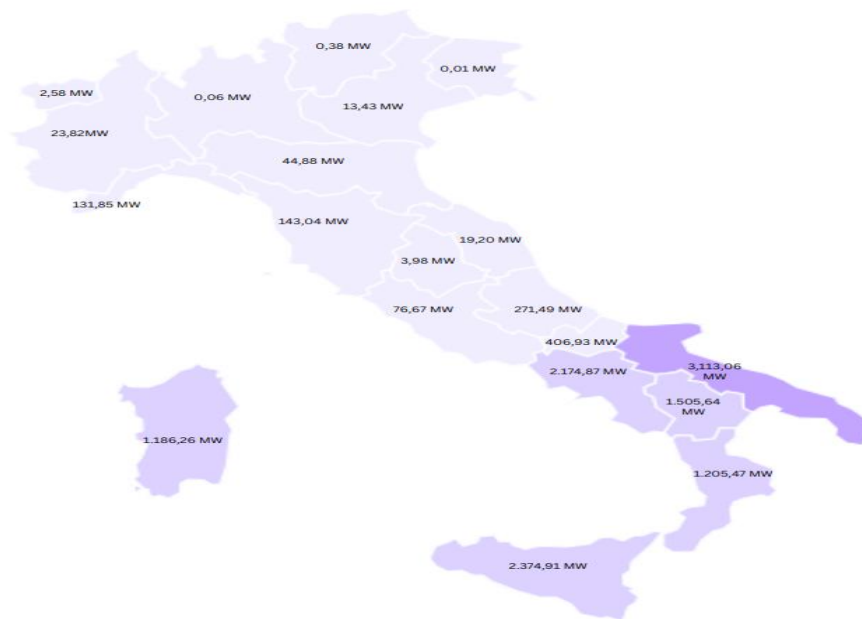 0,38 MW
0,01 MW
2,58 MW
0,06 MW
13,43 MW
23,82MW
44,88 MW
131,85 MW
143,04 MW
19,20 MW
3,98 MW
76,67 MW
271,49 MW
406,93 MW
3,113,06
MW
2.174,87 MW
1.505,64
MW
1.186,26 MW
1.205,47 MW
2.374,91 MW